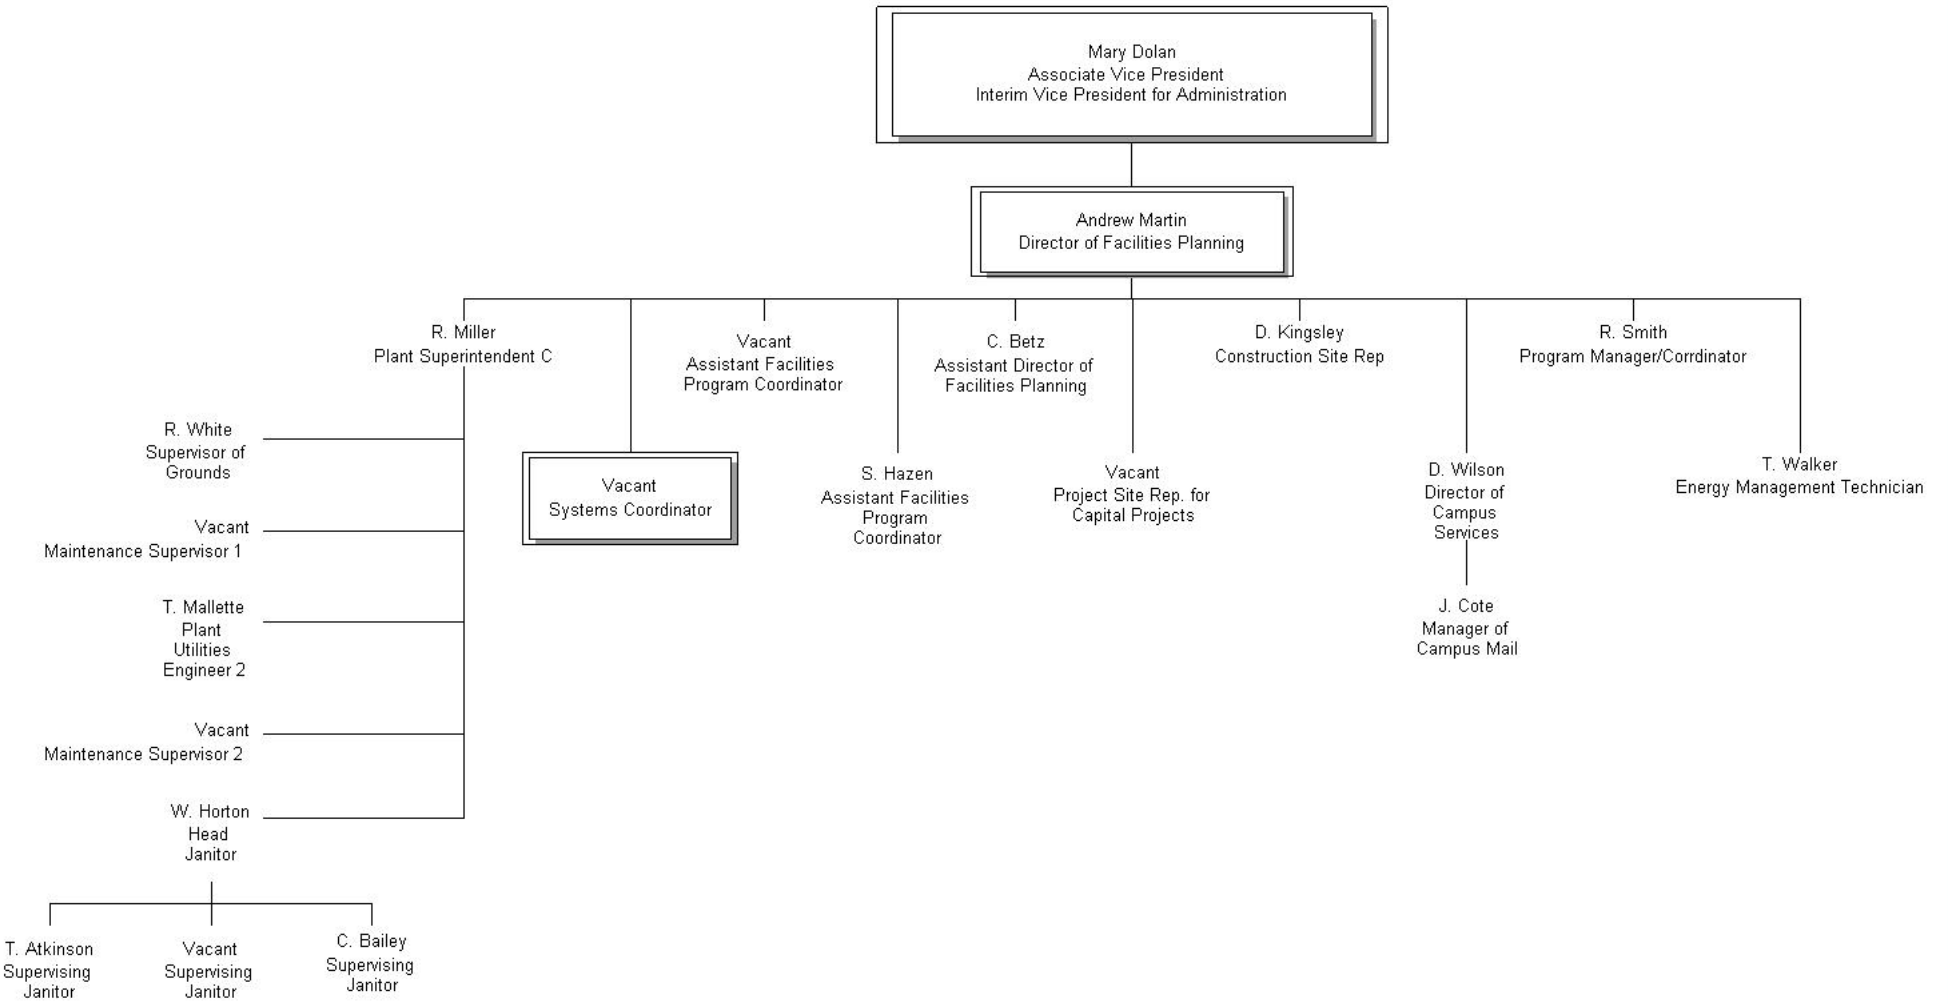 Mary Dolan
Associate Vice President
Interim Vice President for Administration
Andrew Martin
Director of Facilities Planning
R. Miller
Plant Superintendent C
Vacant
Assistant Facilities
Program Coordinator
C. Betz
Assistant Director of
Facilities Planning
D. Kingsley
Construction Site Rep
R. Smith
Program Manager/Corrdinator
R. White
Supervisor of
Grounds
Vacant
Systems Coordinator
S. Hazen
Assistant Facilities
Program
Coordinator
Vacant
Project Site Rep. for
Capital Projects
D. Wilson
Director of
Campus
Services
T. Walker
Energy Management Technician
Vacant
Maintenance Supervisor 1
T. Mallette
Plant
Utilities
Engineer 2
J. Cote
Manager of
Campus Mail
Vacant
Maintenance Supervisor 2
W. Horton
Head
Janitor
T. Atkinson
Supervising
Janitor
Vacant
Supervising
Janitor
C. Bailey
Supervising
Janitor